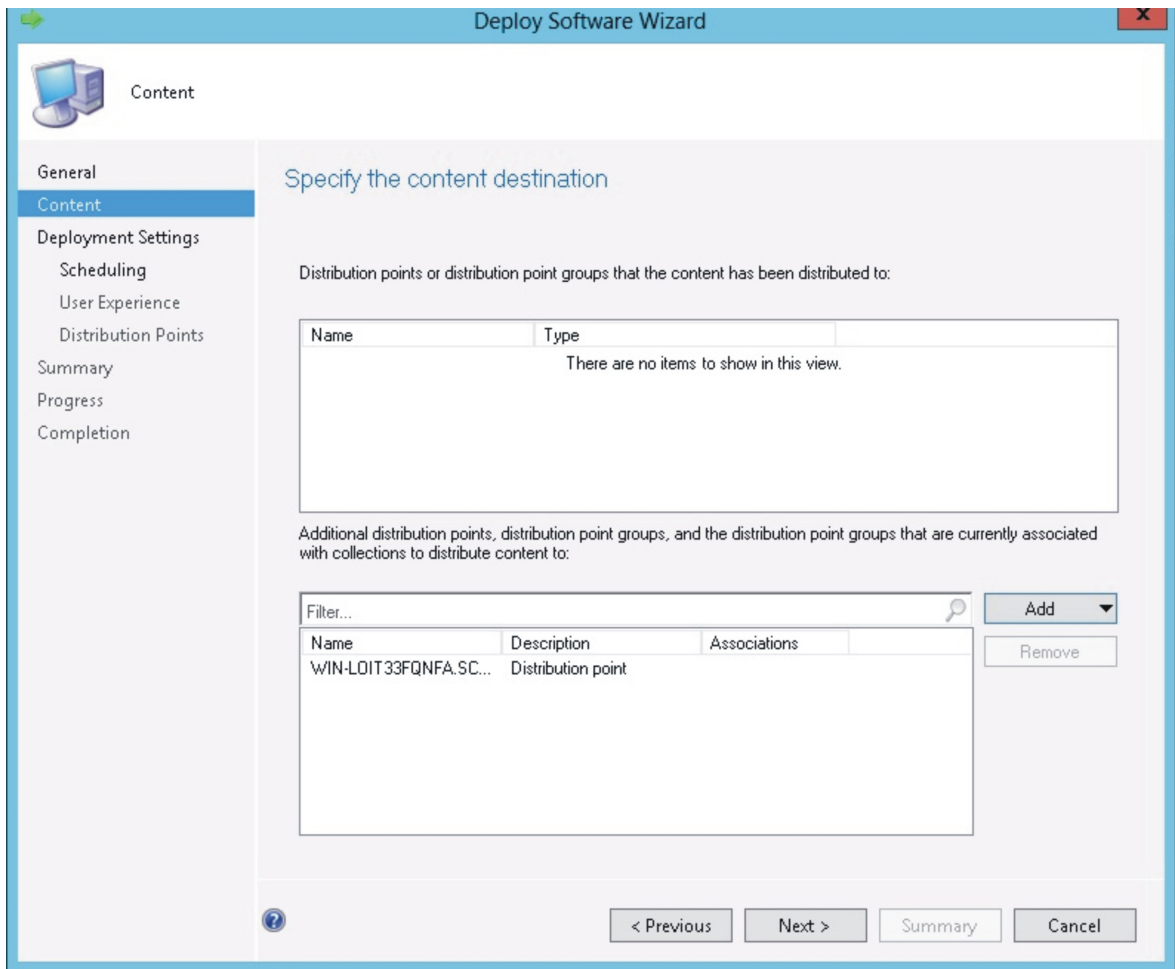 Deploy Software Wizard
x
Content
General
Content
Deployment Settings
Scheduling
User Experience
Distribution Points
Summary
Progress
Completion
Specify the content destination
Distribution points or distribution point groups that the content has been distributed to:
Name Type
There are no items to show in this view.
Additional distribution points, distribution point groups, and the distribution point groups that are currently associated
with collections to distribute content to:
Filter...
Add
Name Description Associations
Remove
WIN-LOIT33FQNFA.SC... Distribution point
?
< Previous Next > Summary Cancel